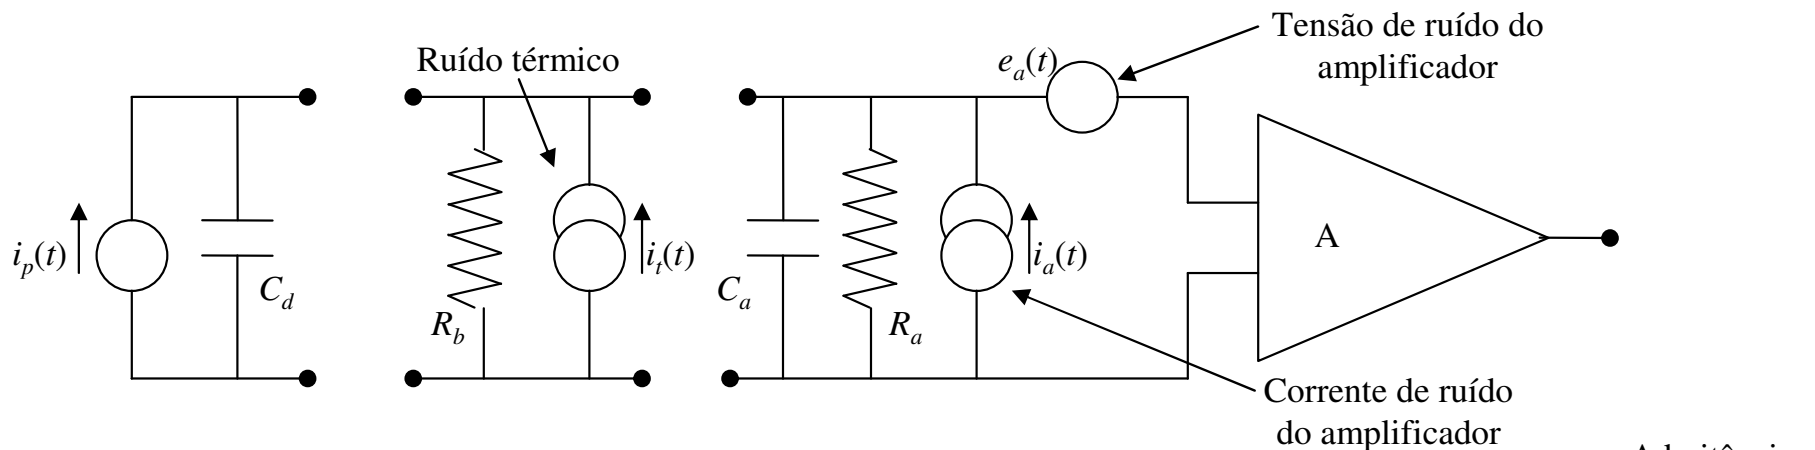 Tensão de ruído do
amplificador
Ruído térmico
e_a(t)
i_p(t)
C_d
R_b
i_t(t)
C_a
R_a
i_a(t)
A
Corrente de ruído
do amplificador